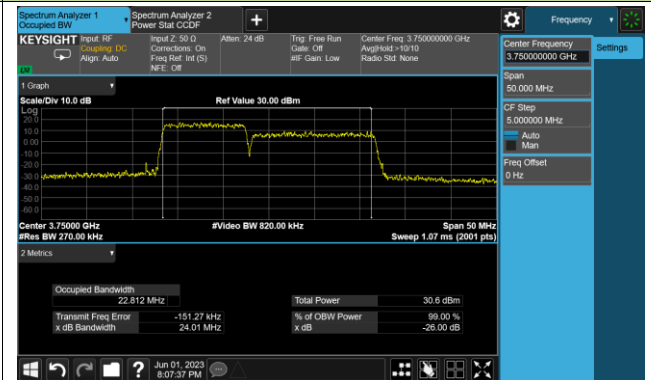 Spectrum Analyzer 1
Occupied BW
Spectrum Analyzer 2
Power Stat CCDF
Frequency
KEYSIGHT
Input: RF
Coupling: DC
Align: Auto
Input Z: 50 Ω
Corrections: On
Freq Ref: Int (S)
NFE: Off
Atten: 24 dB
Trig: Free Run
Gate: Off
#IF Gain: Low
Center Freq: 3.750000000 GHz
Avg|Hold:>10/10
Radio Std: None
Center Frequency
3.750000000 GHz
Settings
Span
50.000 MHz
CF Step
5.000000 MHz
Auto
Man
Freq Offset
0 Hz
1 Graph
Scale/Div 10.0 dB
Ref Value 30.00 dBm
Log
20.0
10.0
0.00
-10.0
-20.0
-30.0
-40.0
-50.0
-60.0
Center 3.75000 GHz
#Video BW 820.00 kHz
Span 50 MHz
#Res BW 270.00 kHz
Sweep 1.07 ms (2001 pts)
2 Metrics
Occupied Bandwidth
22.812 MHz
Total Power
30.6 dBm
Transmit Freq Error
-151.27 kHz
% of OBW Power
99.00 %
x dB Bandwidth
24.01 MHz
x dB
-26.00 dB
Jun 01, 2023
8:07:37 PM